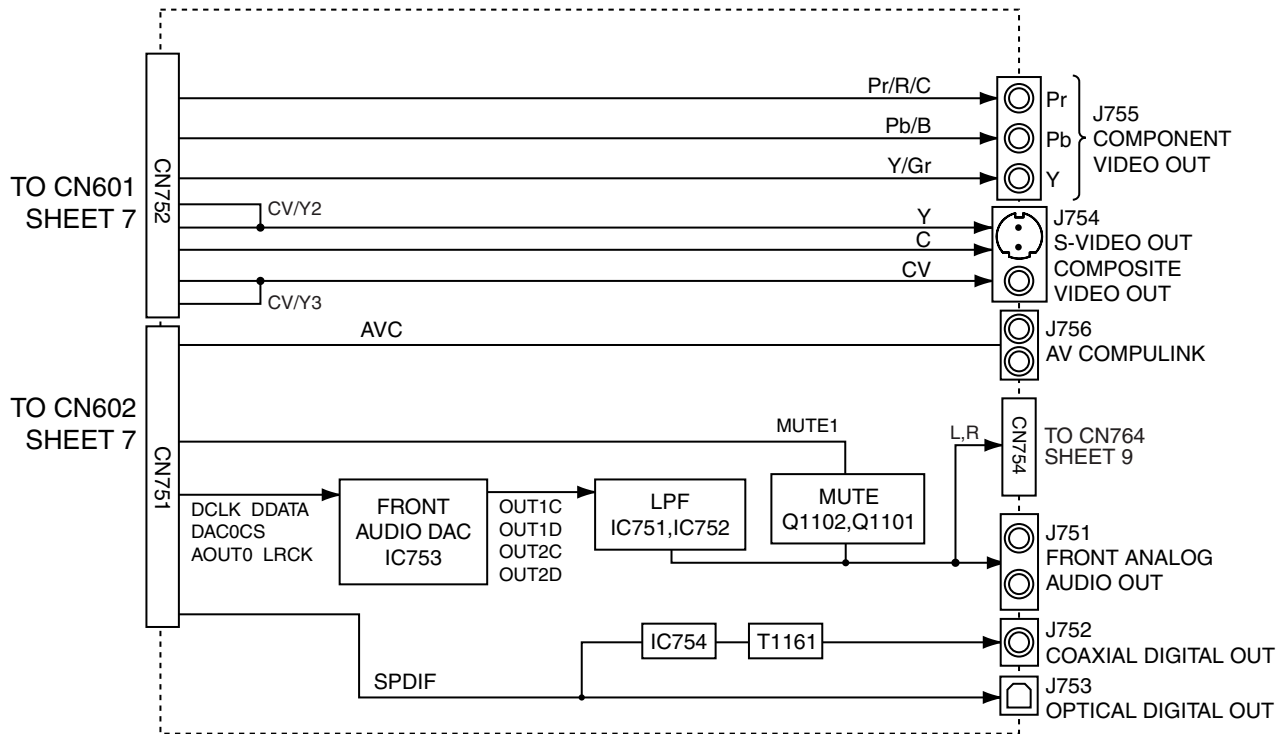 TO CN601
SHEET 7
CN752
Pr/R/C
Pb/B
Y/Gr
CV/Y2
Y
C
CV
CV/Y3
Pr
Pb
Y
J755
COMPONENT
VIDEO OUT
J754
S-VIDEO OUT
COMPOSITE
VIDEO OUT
TO CN602
SHEET 7
CN751
AVC
J756
AV COMPULINK
MUTE1
L,R
CN754
TO CN764
SHEET 9
DCLK DDATA
DAC0CS
AOUT0 LRCK
FRONT
AUDIO DAC
IC753
OUT1C
OUT1D
OUT2C
OUT2D
LPF
IC751,IC752
MUTE
Q1102,Q1101
J751
FRONT ANALOG
AUDIO OUT
IC754
T1161
J752
COAXIAL DIGITAL OUT
SPDIF
J753
OPTICAL DIGITAL OUT